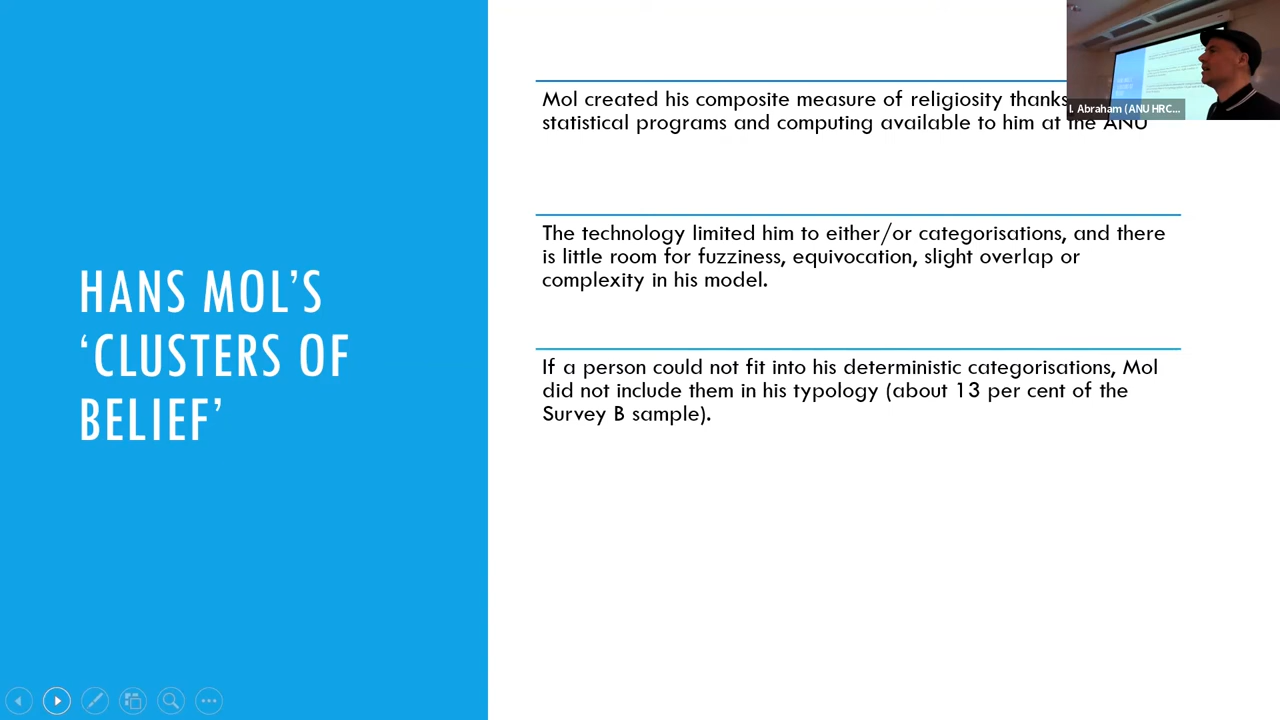 HANS MOL'S
'CLUSTERS OF
BELIEF'
Mol created his composite measure of religiosity thanks
statistical programs and computing available to him at the ANU
The technology limited him to either/or categorisations, and there
is little room for fuzziness, equivocation, slight overlap or
complexity in his model.
If a person could not fit into his deterministic categorisations, Mol
did not include them in his typology (about 13 per cent of the
Survey B sample).
I. Abraham (ANU HRC...